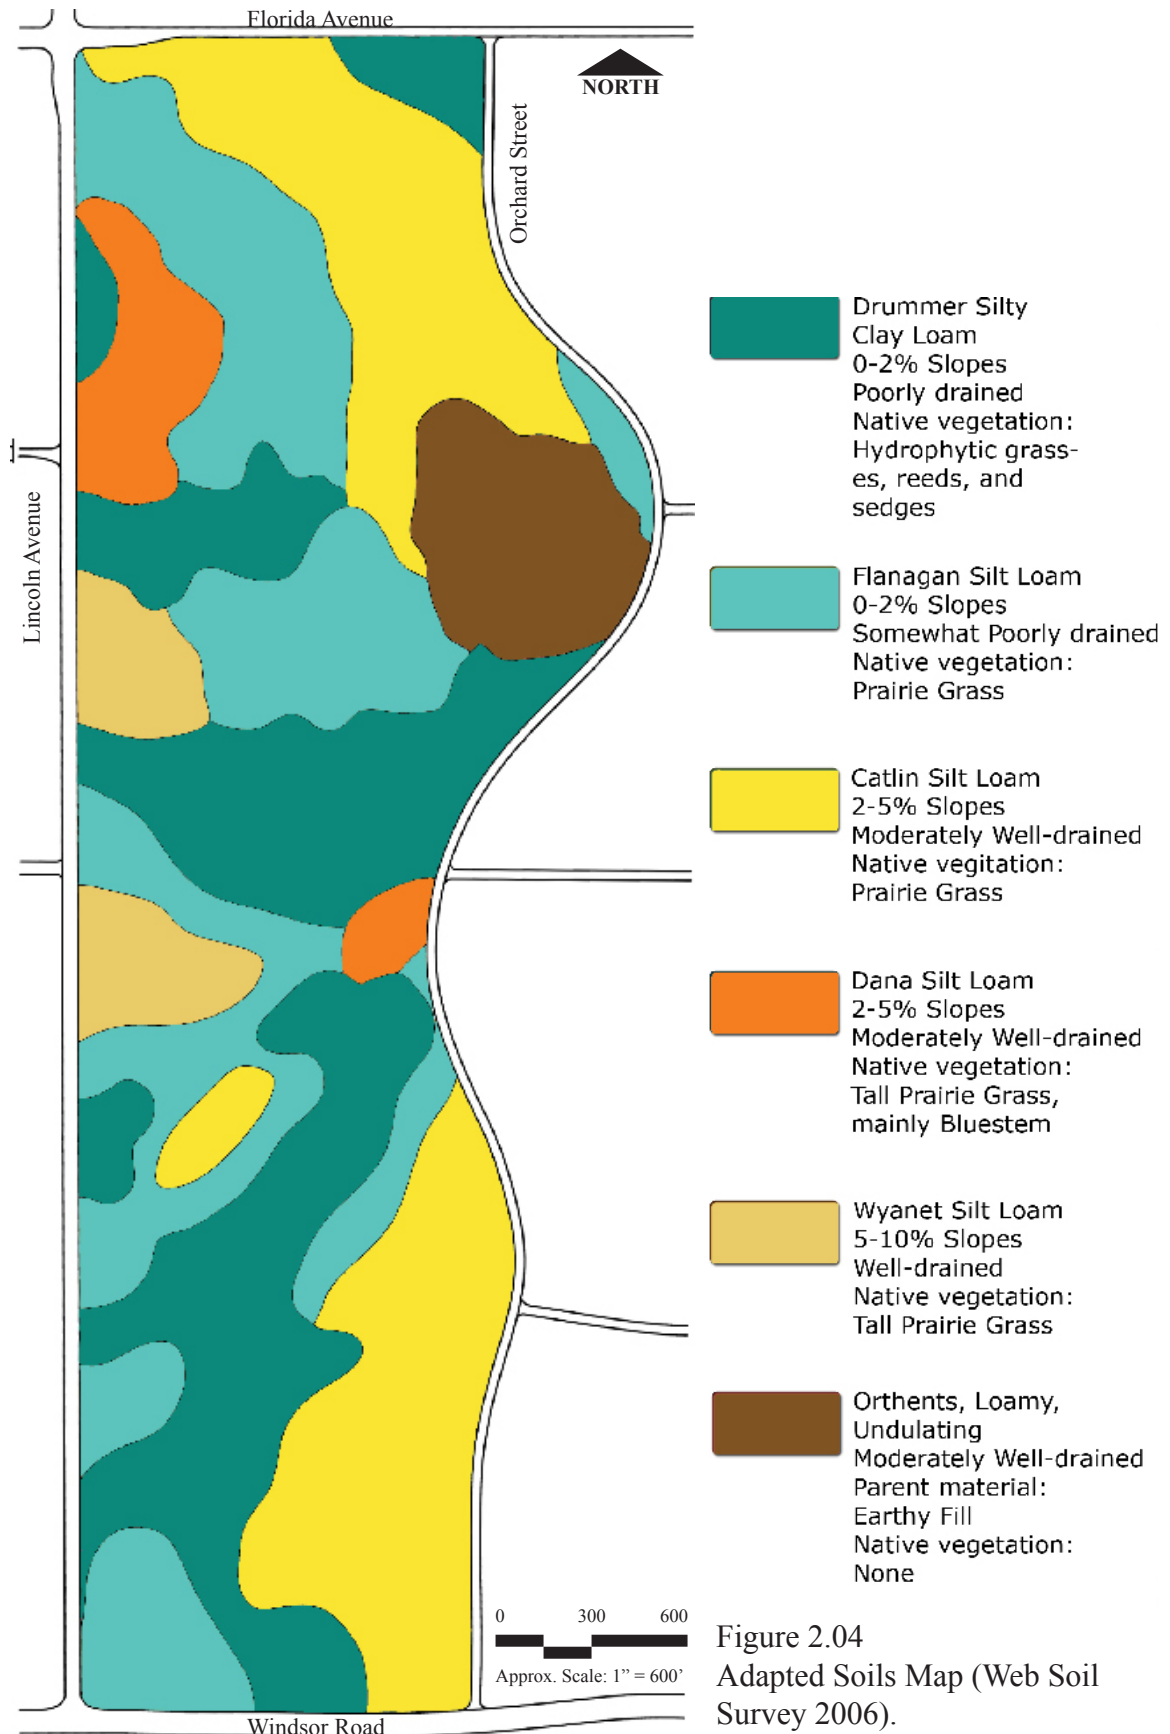 Florida Avenue
NORTH
Orchard Street
Lincoln Avenue
Drummer Silty
Clay Loam
0-2% Slopes
Poorly drained
Native vegetation:
Hydrophytic grass-
es, reeds, and
sedges
Flanagan Silt Loam
0-2% Slopes
Somewhat Poorly drained
Native vegetation:
Prairie Grass
Catlin Silt Loam
2-5% Slopes
Moderately Well-drained
Native vegitation:
Prairie Grass
Dana Silt Loam
2-5% Slopes
Moderately Well-drained
Native vegetation:
Tall Prairie Grass,
mainly Bluestem
Wyanet Silt Loam
5-10% Slopes
Well-drained
Native vegetation:
Tall Prairie Grass
Orthents, Loamy,
Undulating
Moderately Well-drained
Parent material:
Earthy Fill
Native vegetation:
None
0 300 600
Approx. Scale: 1” = 600’
Windsor Road
Figure 2.04
Adapted Soils Map (Web Soil
Survey 2006).